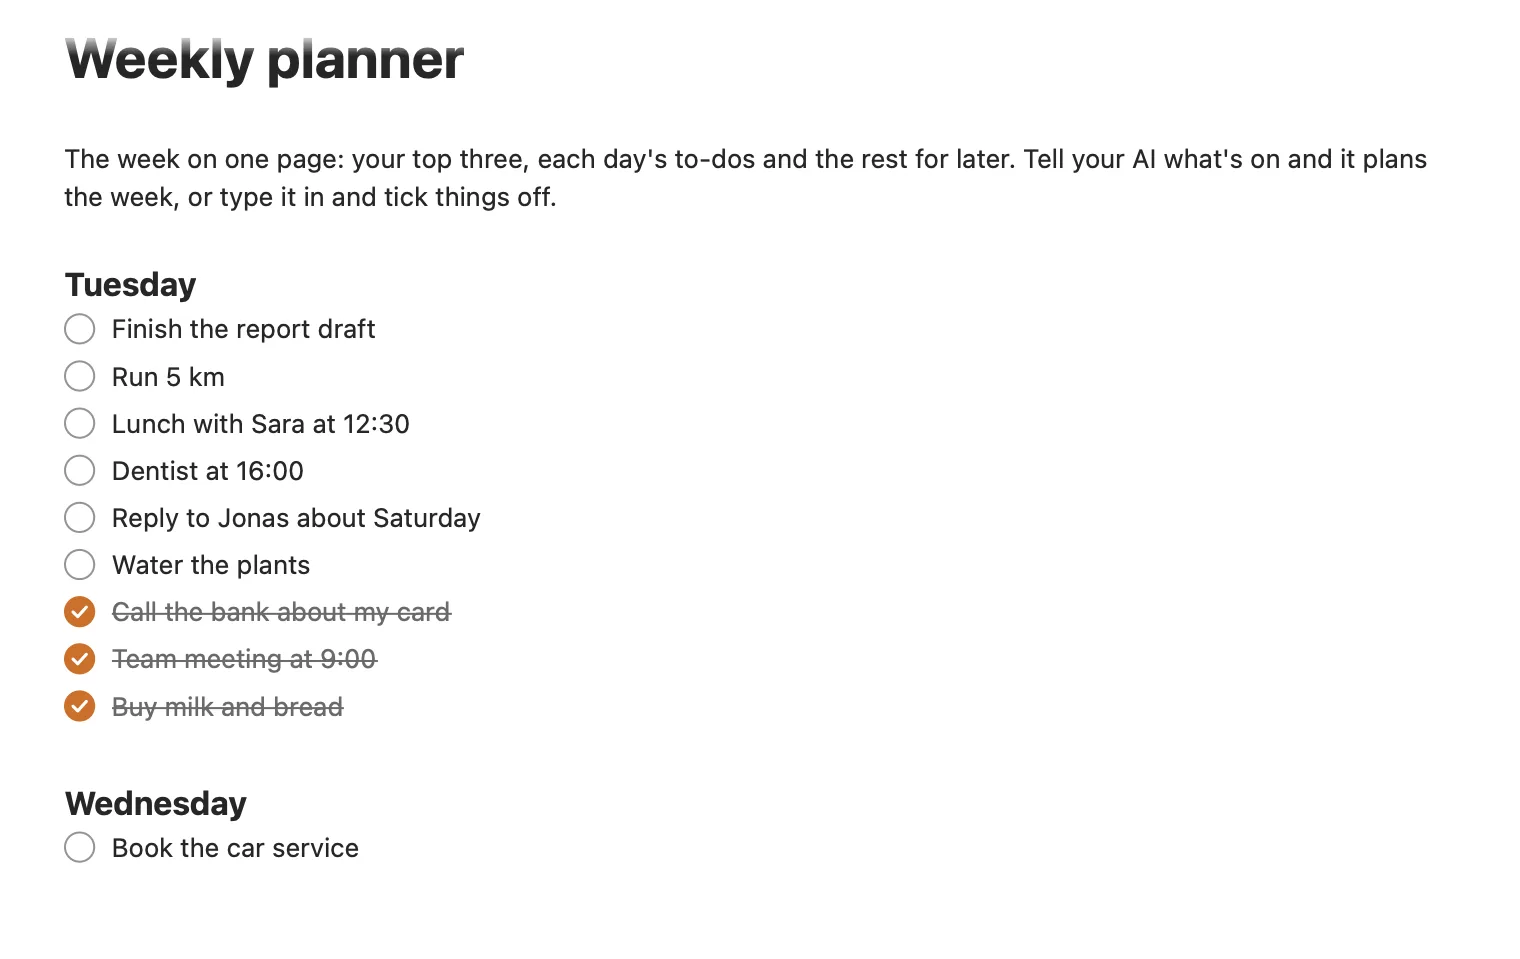 Weekly planner
The week on one page: your top three, each day's to-dos and the rest for later. Tell your AI what's on and it plans
the week, or type it in and tick things off.
Tuesday
Finish the report draft
Run 5 km
Lunch with Sara at 12:30
Dentist at 16:00
Reply to Jonas about Saturday
Water the plants
Call the bank about my card
Team meeting at 9:00
Buy milk and bread
Wednesday
Book the car service